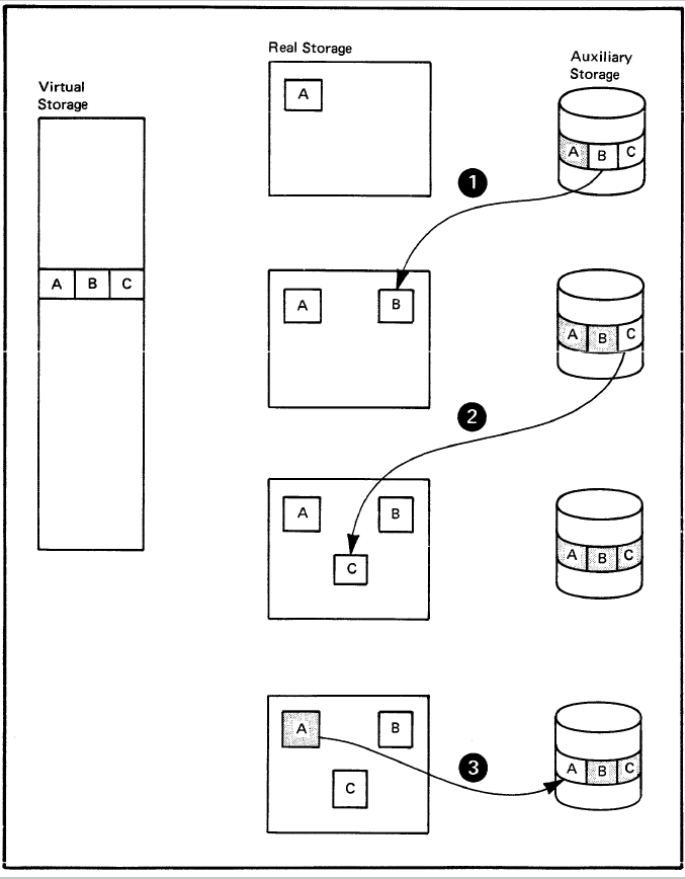 Real Storage
Auxiliary
Storage
Virtual
Storage
A
A B C
1
A B C
A B
A B C
2
A B
C
A B C
A B
C
3
A B C